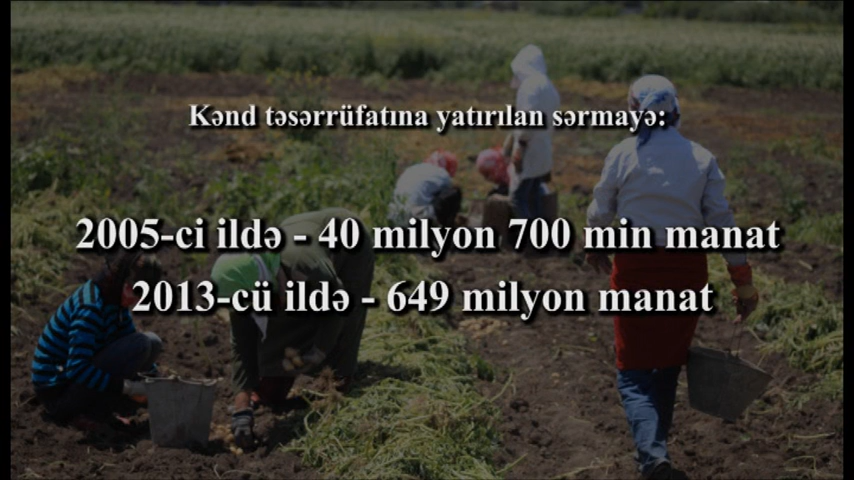 Kənd təsərrüfatına yatırılan sərmayə:
2005-ci ildə - 40 milyon 700 min manat
2013-cü ildə - 649 milyon manat